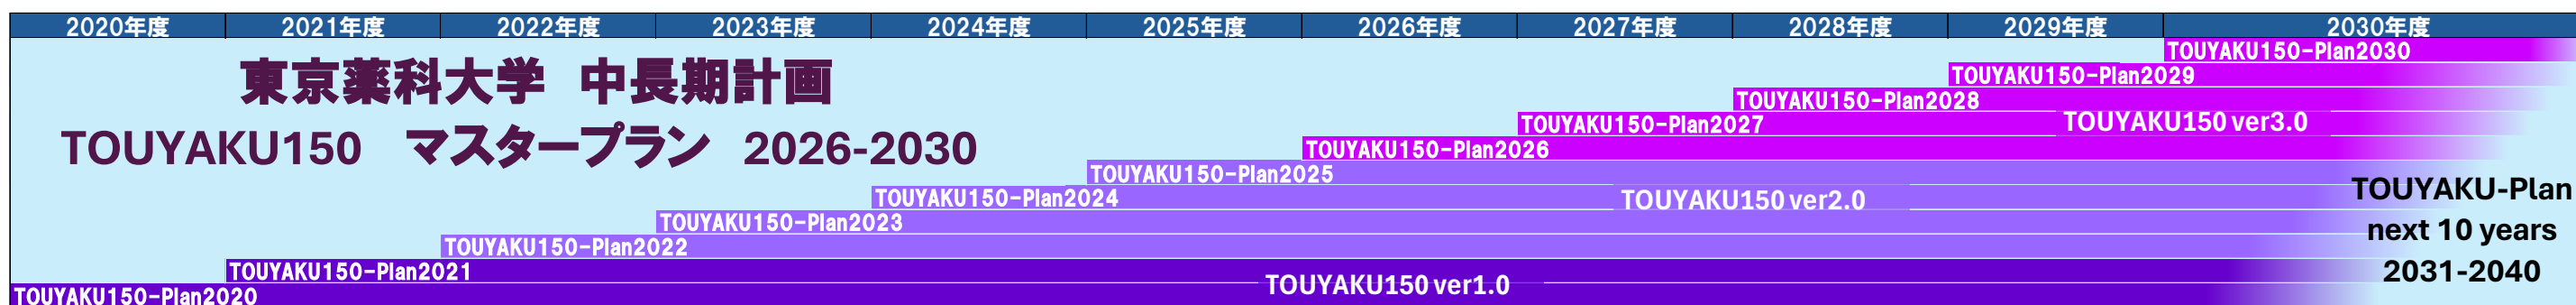 2020年度 2021年度 2022年度 2023年度 2024年度 2025年度 2026年度 2027年度 2028年度 2029年度 2030年度
東京薬科大学　中長期計画
TOUYAKU150　マスタープラン　2026-2030
TOUYAKU150-Plan2030
TOUYAKU150-Plan2029
TOUYAKU150-Plan2028
TOUYAKU150-Plan2027
TOUYAKU150 ver3.0
TOUYAKU150-Plan2026
TOUYAKU150-Plan2025
TOUYAKU150-Plan2024
TOUYAKU150 ver2.0
TOUYAKU150-Plan2023
TOUYAKU150-Plan2022
TOUYAKU150-Plan2021
TOUYAKU150 ver1.0
TOUYAKU150-Plan2020
TOUYAKU-Plan
next 10 years
2031-2040